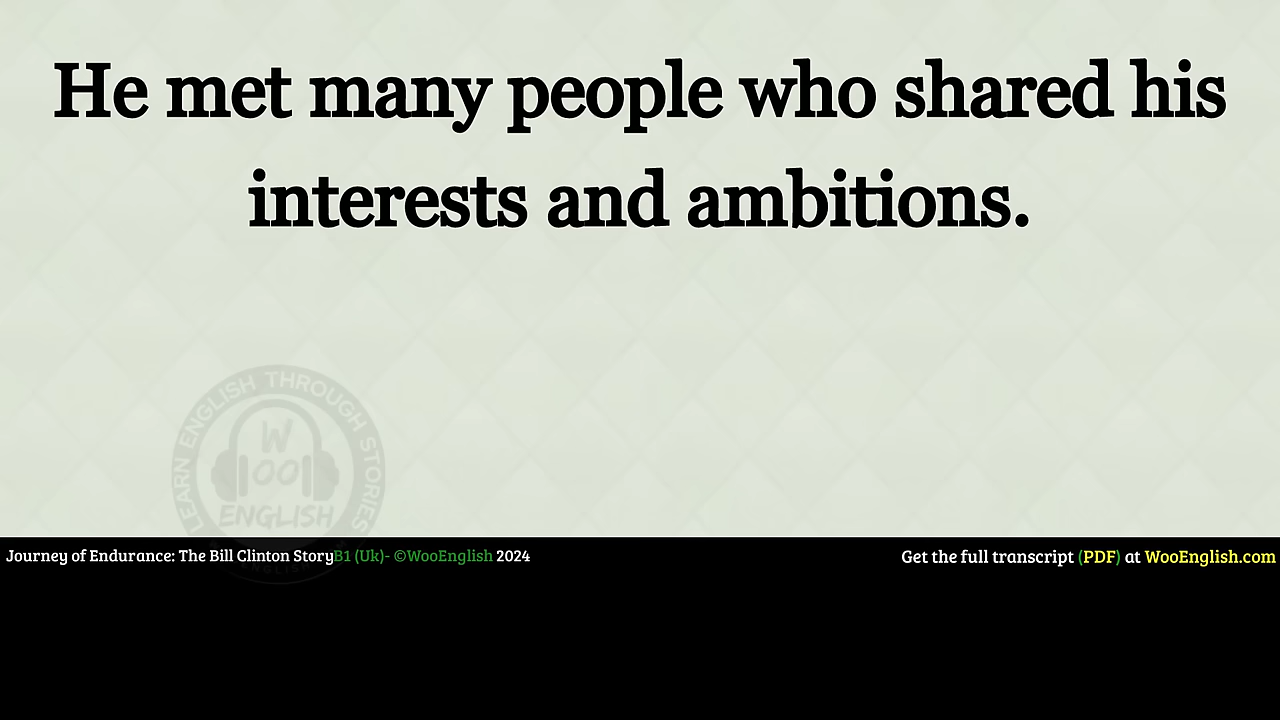 He met many people who shared his
interests and ambitions.
LEARN ENGLISH THROUGH STORIES
W
OO
ENGLISH
Journey of Endurance: The Bill Clinton StoryB1 (Uk)- ©WooEnglish 2024
Get the full transcript (PDF) at WooEnglish.com